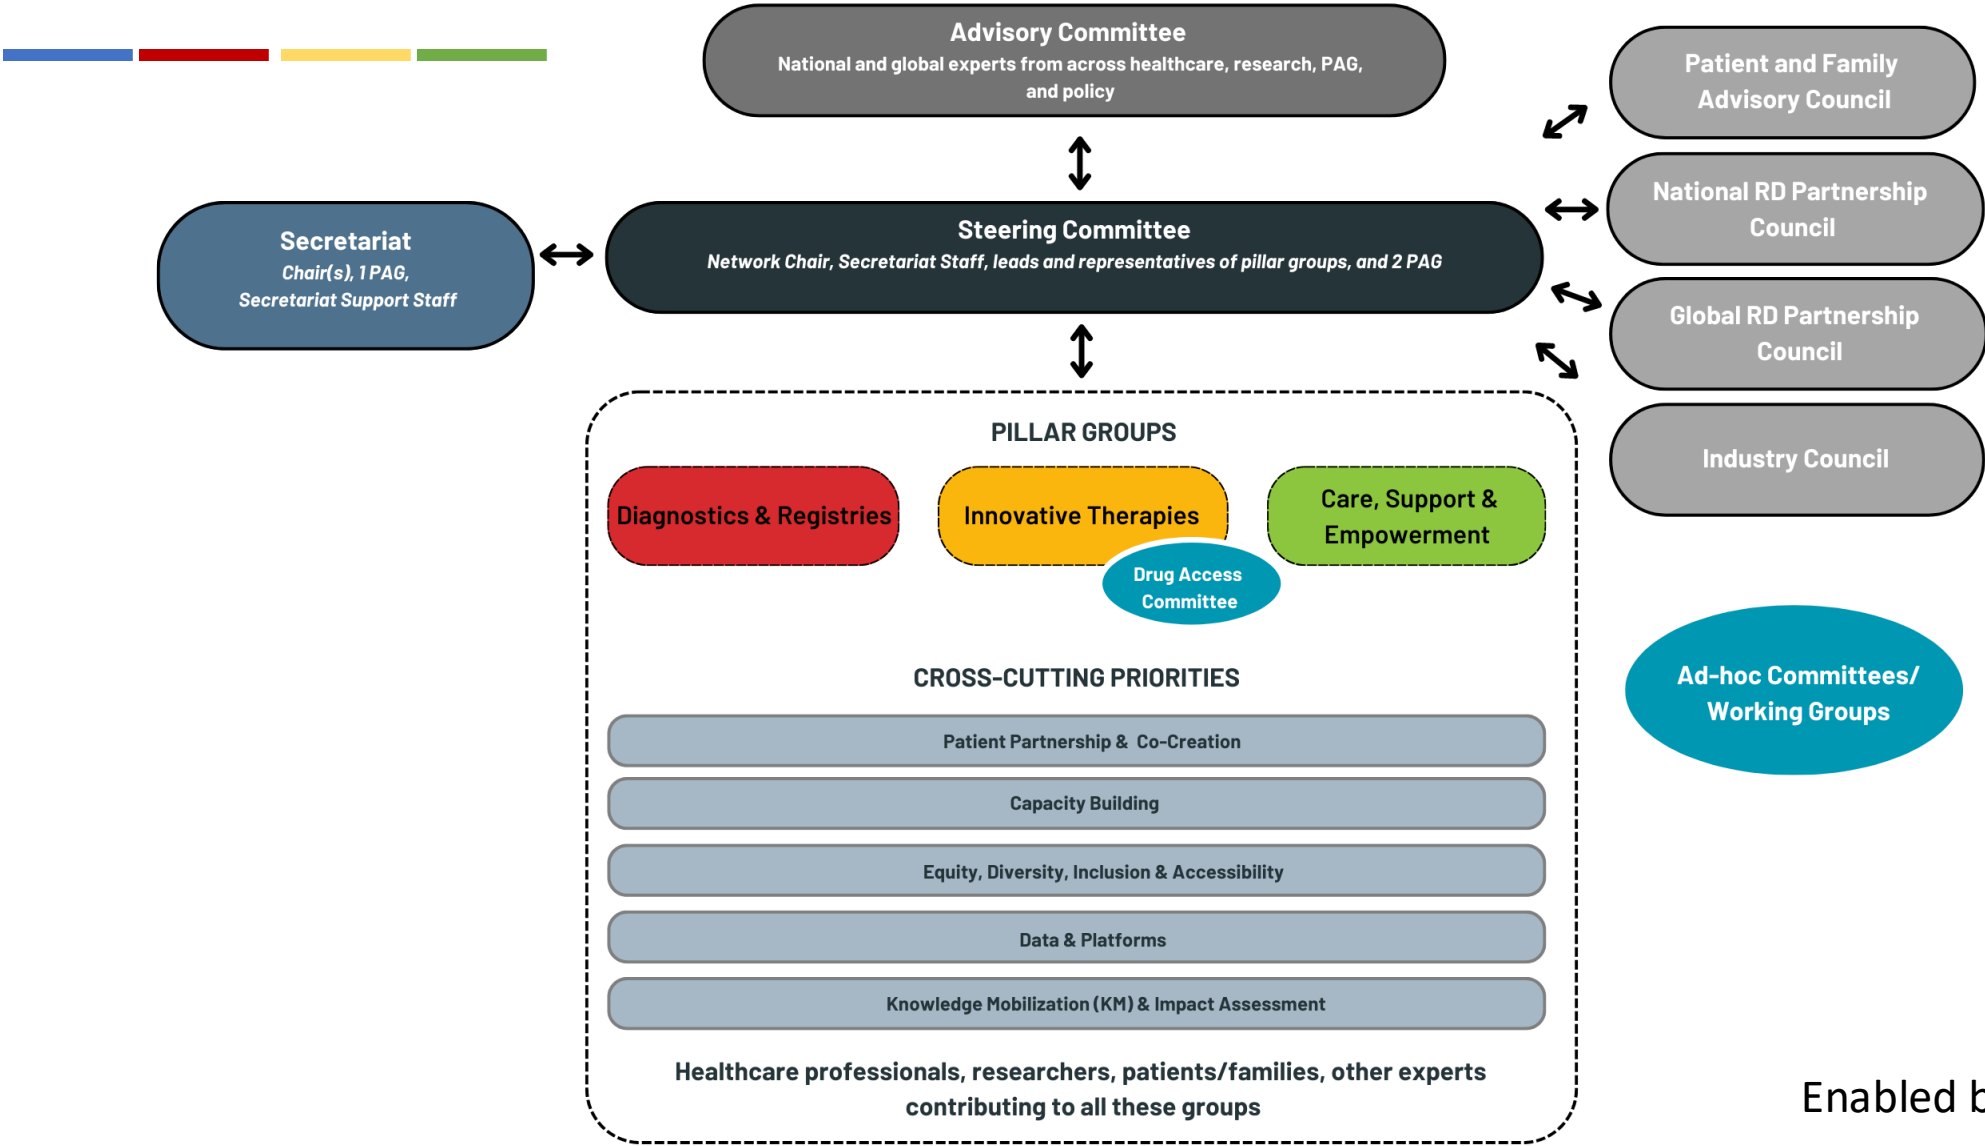 Advisory Committee
National and global experts from across healthcare, research, PAG,
and policy
Patient and Family
Advisory Council
National RD Partnership
Council
Secretariat
Chair(s), 1 PAG,
Secretariat Support Staff
Steering Committee
Network Chair, Secretariat Staff, leads and representatives of pillar groups, and 2 PAG
Global RD Partnership
Council
Industry Council
PILLAR GROUPS
Diagnostics & Registries
Innovative Therapies
Care, Support &
Empowerment
Drug Access
Committee
CROSS-CUTTING PRIORITIES
Ad-hoc Committees/
Working Groups
Patient Partnership & Co-Creation
Capacity Building
Equity, Diversity, Inclusion & Accessibility
Data & Platforms
Knowledge Mobilization (KM) & Impact Assessment
Healthcare professionals, researchers, patients/families, other experts
contributing to all these groups
Enabled